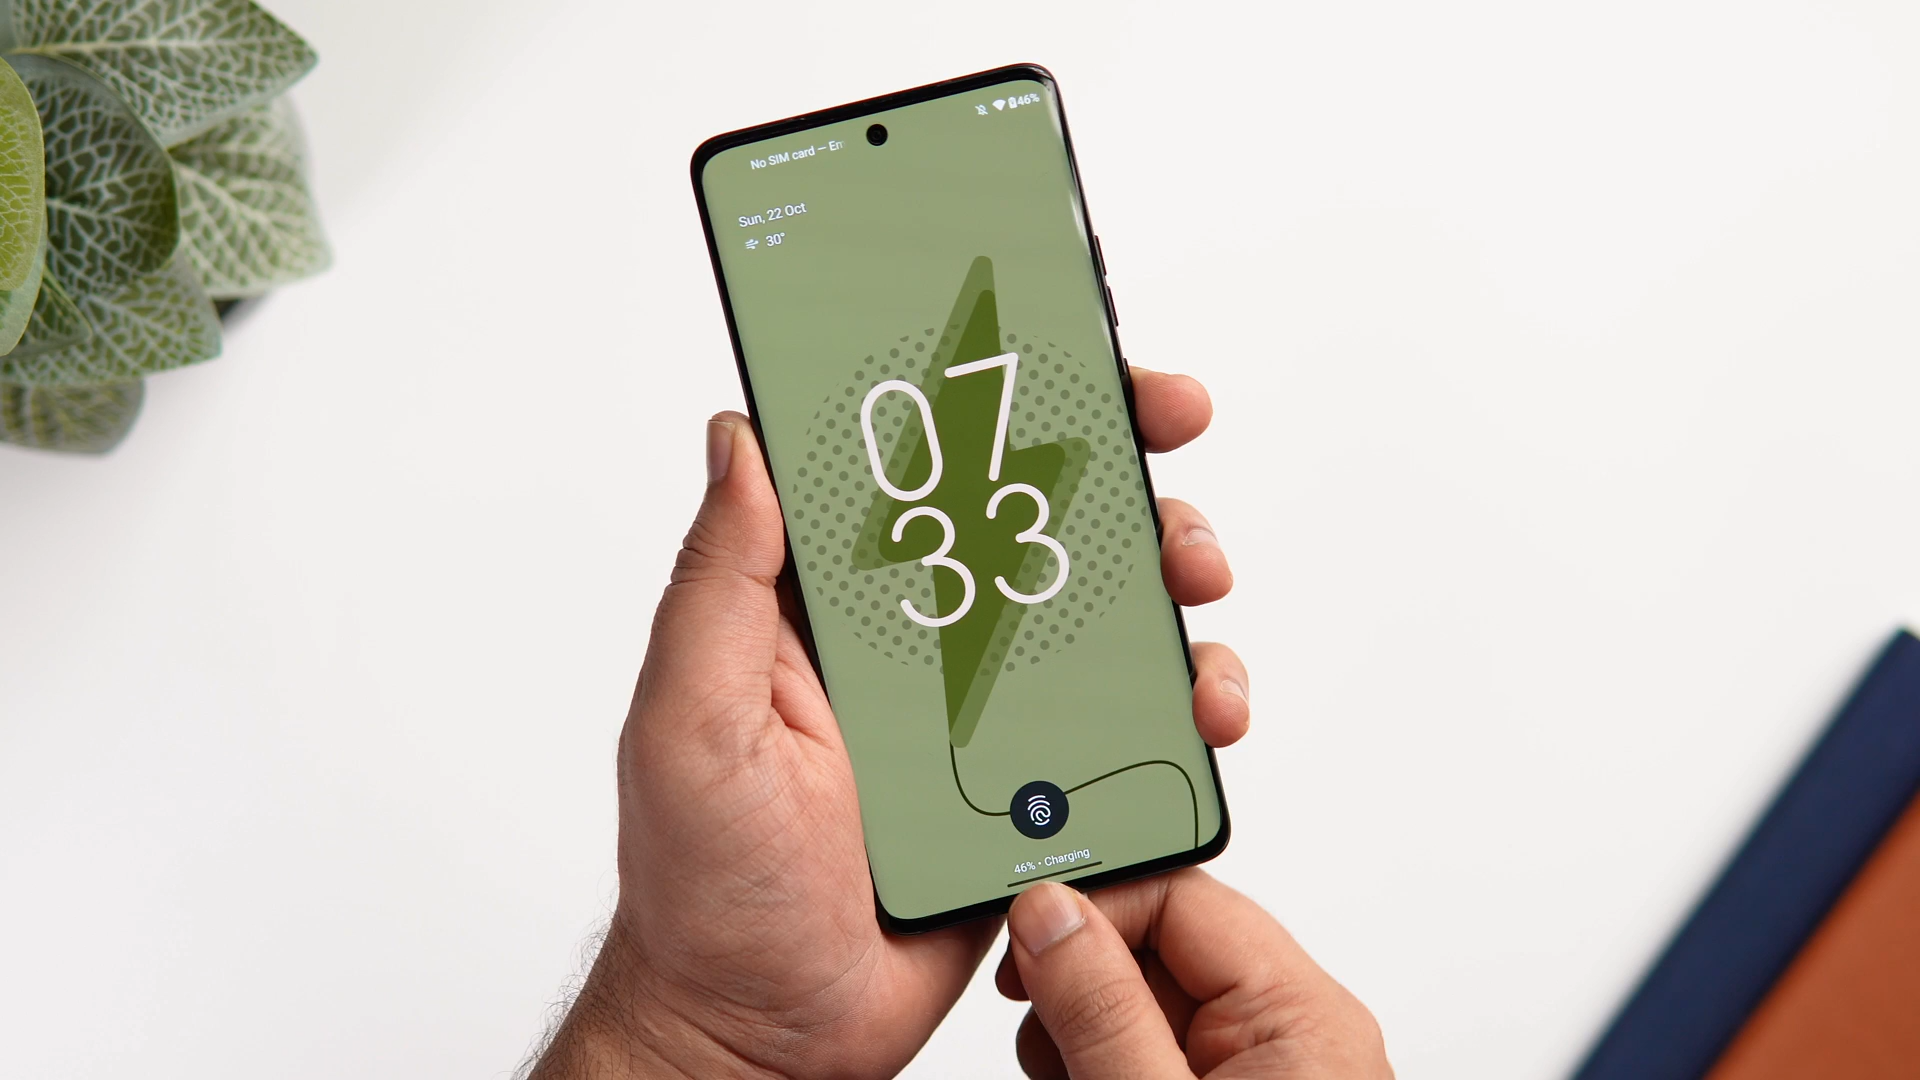 46%
No SIM card – Em
Sun, 22 Oct
30°
07
33
46% • Charging